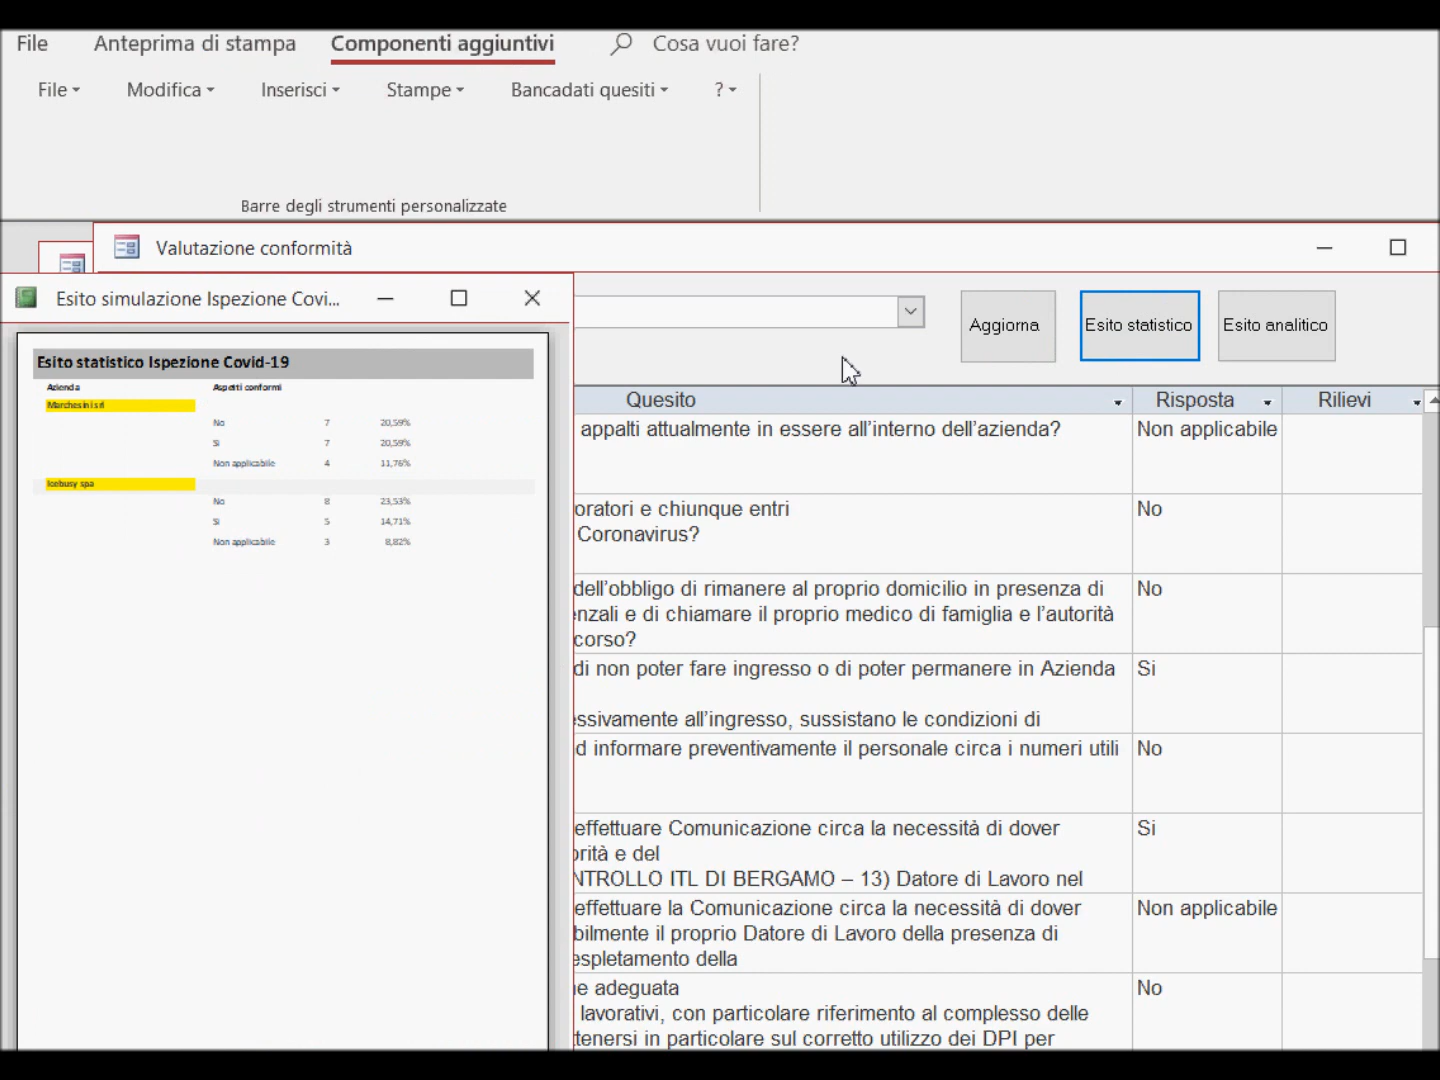 File Anteprima di stampa Componenti aggiuntivi Cosa vuoi fare?
File Modifica Inserisci Stampe Bancadati quesiti ?
Barre degli strumenti personalizzate
Valutazione conformità
Esito simulazione Ispezione Covi...
Aggiorna Esito statistico Esito analitico
Esito statistico Ispezione Covid-19
Azienda Aspetti conformi
Marchesini srl
No 7 20,59%
Si 7 20,59%
Non applicabile 4 11,76%
Icebusy spa
No 8 23,53%
Si 5 14,71%
Non applicabile 3 8,82%
Quesito Risposta Rilievi
appalti attualmente in essere all’interno dell’azienda? Non applicabile
oratori e chiunque entri No
Coronavirus?
dell’obbligo di rimanere al proprio domicilio in presenza di No
enzali e di chiamare il proprio medico di famiglia e l’autorità
corso?
di non poter fare ingresso o di poter permanere in Azienda Si
essivamente all’ingresso, sussistano le condizioni di
d informare preventivamente il personale circa i numeri utili No
effettuare Comunicazione circa la necessità di dover Si
orità e del
NTROLLO ITL DI BERGAMO – 13) Datore di Lavoro nel
effettuare la Comunicazione circa la necessità di dover Non applicabile
bilmente il proprio Datore di Lavoro della presenza di
espletamento della
ne adeguata No
lavorativi, con particolare riferimento al complesso delle
tenersi in particolare sul corretto utilizzo dei DPI per